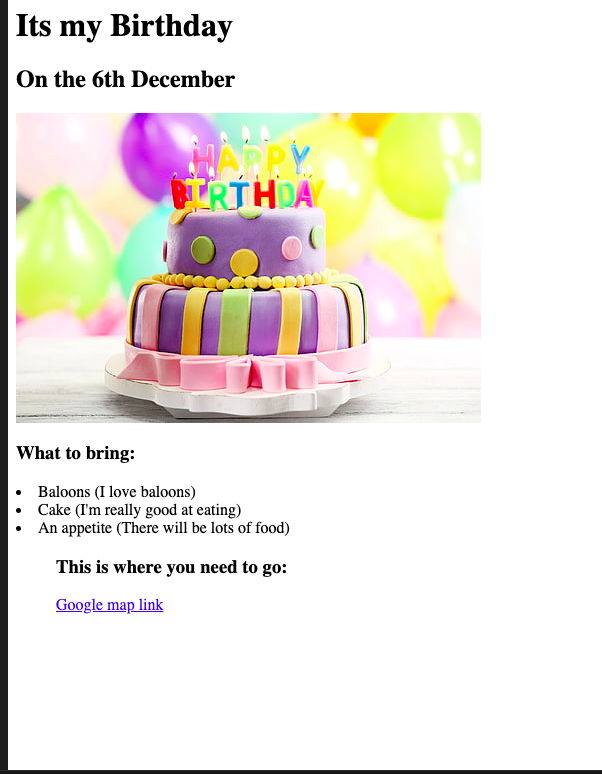 Its my Birthday
On the 6th December
HAPPY
BIRTHDAY
What to bring:
Baloons (I love baloons)
Cake (I'm really good at eating)
An appetite (There will be lots of food)
This is where you need to go:
Google map link